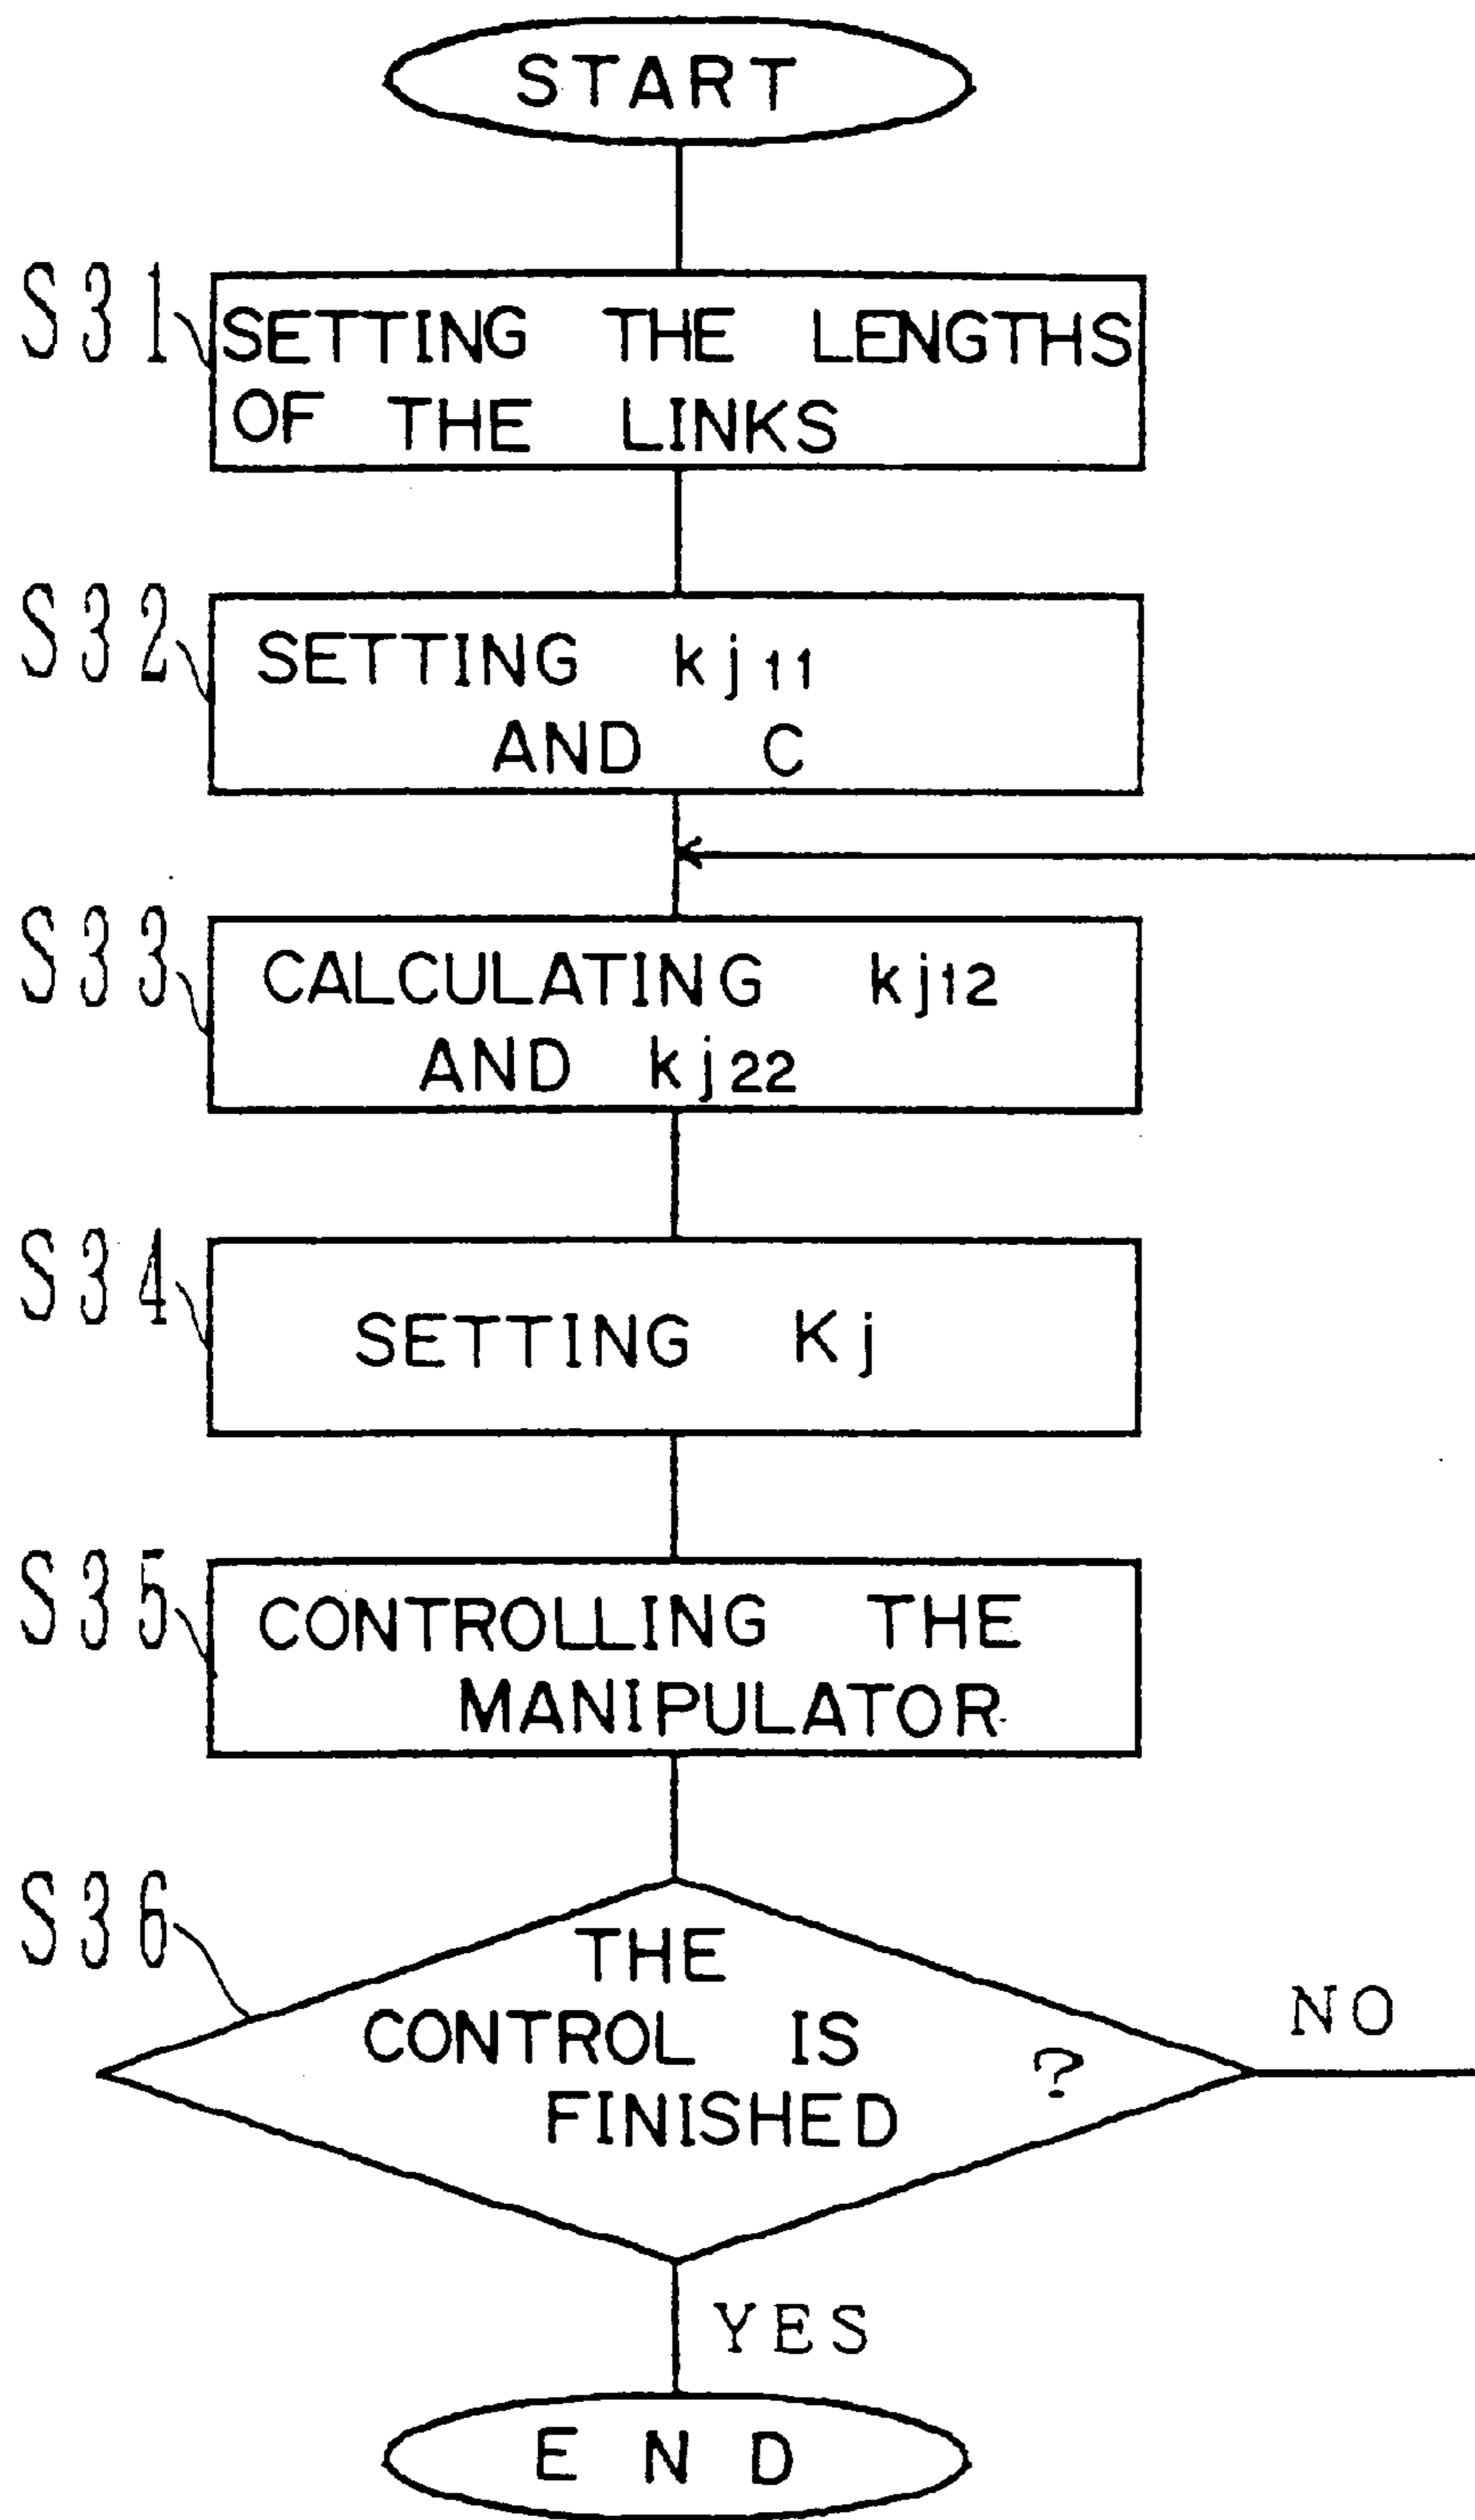 START
S31
SETTING THE LENGTHS
OF THE LINKS
S32
SETTING kj11
AND C
S33
CALCULATING kj12
AND kj22
S34
SETTING Kj
S35
CONTROLLING THE
MANIPULATOR
S36
THE
CONTROL IS
FINISHED ?
NO
YES
END